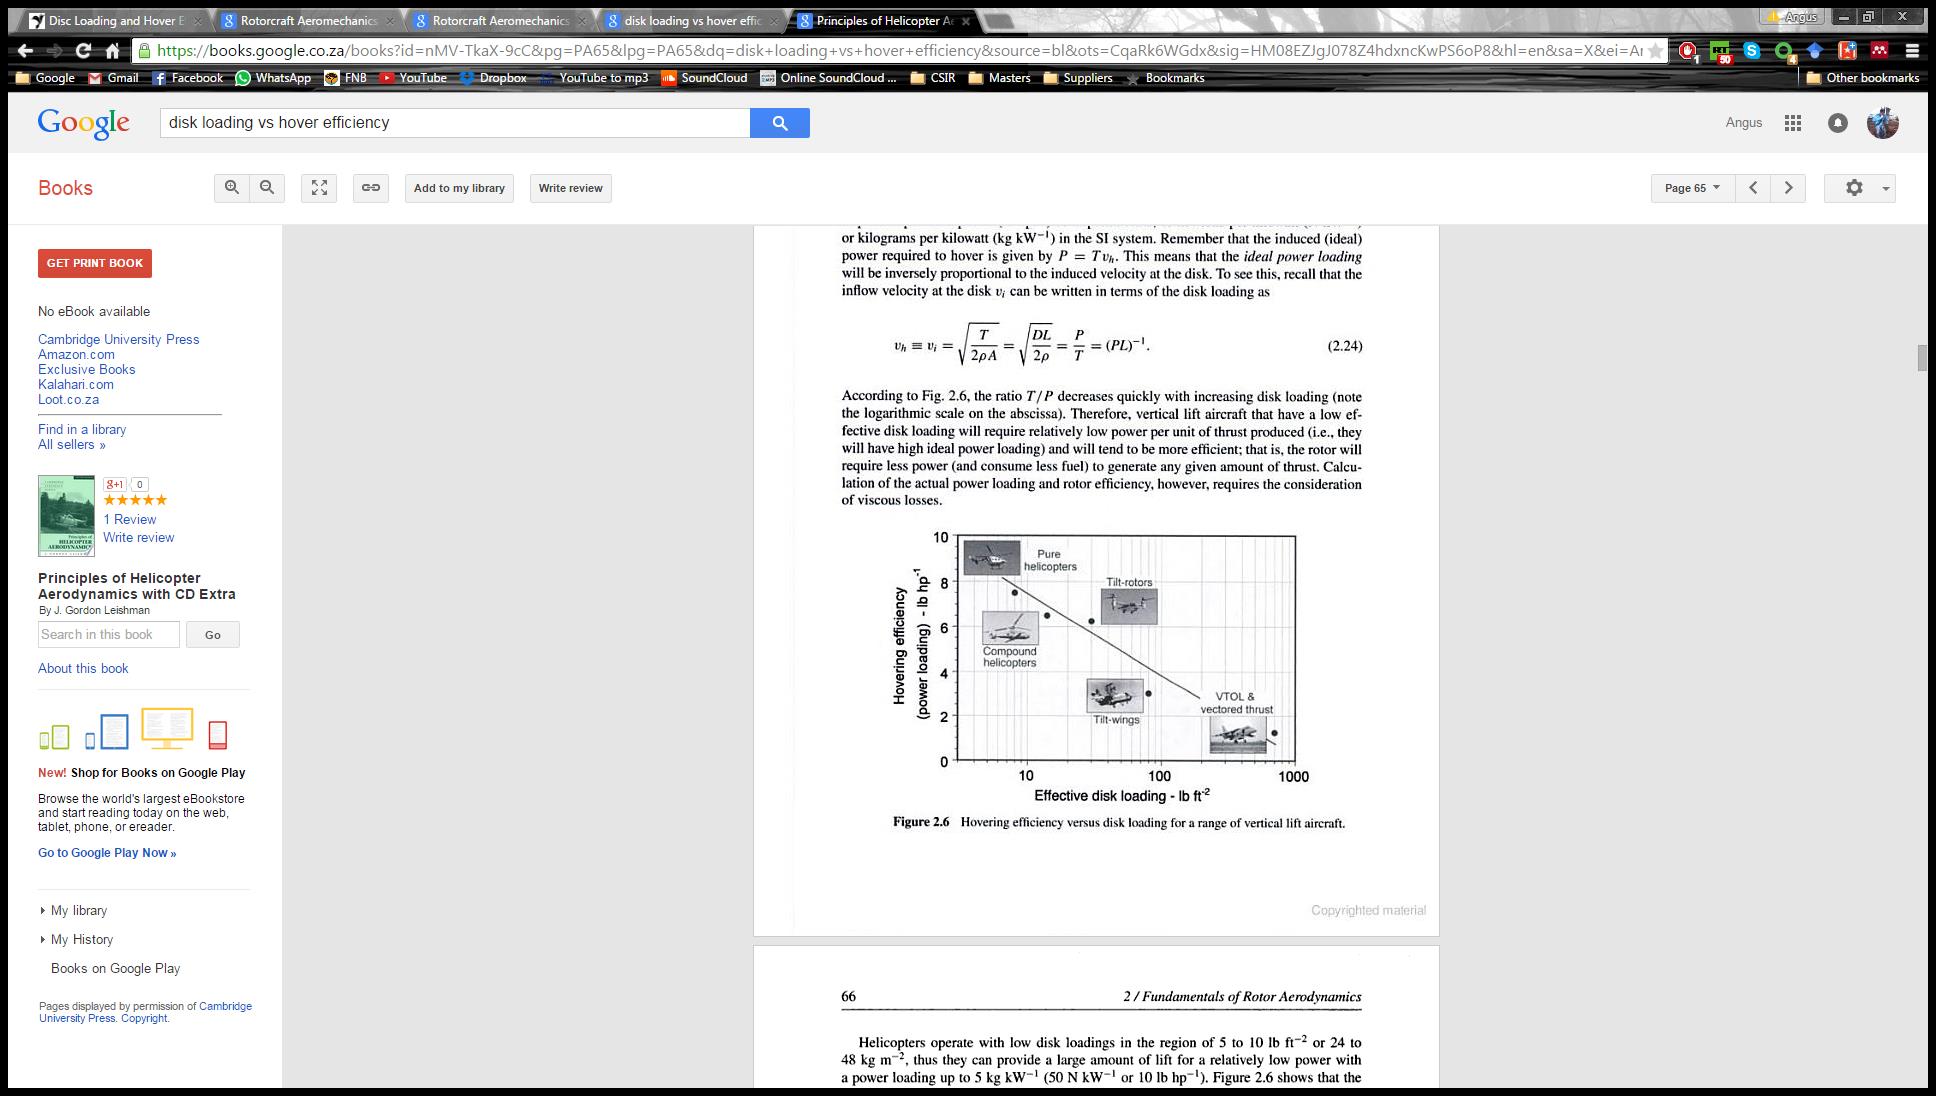 Disc Loading and Hover E
Rotorcraft Aeromechanics
Rotorcraft Aeromechanics
disk loading vs hover effic
Principles of Helicopter Ae
Angus
https://books.google.co.za/books?id=nMV-TkaX-9cC&pg=PA65&lpg=PA65&dq=disk+loading+vs+hover+efficiency&source=bl&ots=CqaRk6WGdx&sig=HM08EZJgJ078Z4hdxncKwPS6oP8&hl=en&sa=X&ei=Ar
1
50
4
Google Gmail Facebook WhatsApp FNB YouTube Dropbox YouTube to mp3 SoundCloud Online SoundCloud ... CSIR Masters Suppliers Bookmarks Other bookmarks
Google
disk loading vs hover efficiency
Angus
Books
Add to my library
Write review
Page 65
GET PRINT BOOK
No eBook available
Cambridge University Press
Amazon.com
Exclusive Books
Kalahari.com
Loot.co.za
Find in a library
All sellers »
g+1 0
1 Review
Write review
Principles of
HELICOPTER
AERODYNAMICS
Principles of Helicopter
Aerodynamics with CD Extra
By J. Gordon Leishman
Search in this book
Go
About this book
New! Shop for Books on Google Play
Browse the world's largest eBookstore
and start reading today on the web,
tablet, phone, or ereader.
Go to Google Play Now »
My library
My History
Books on Google Play
Pages displayed by permission of Cambridge
University Press. Copyright.
or kilograms per kilowatt (kg kW⁻¹) in the SI system. Remember that the induced (ideal)
power required to hover is given by P = Tvₕ. This means that the ideal power loading
will be inversely proportional to the induced velocity at the disk. To see this, recall that the
inflow velocity at the disk vᵢ can be written in terms of the disk loading as
vₕ ≡ vᵢ = √(T/2ρA) = √(DL/2ρ) = P/T = (PL)⁻¹. (2.24)
According to Fig. 2.6, the ratio T/P decreases quickly with increasing disk loading (note
the logarithmic scale on the abscissa). Therefore, vertical lift aircraft that have a low ef-
fective disk loading will require relatively low power per unit of thrust produced (i.e., they
will have high ideal power loading) and will tend to be more efficient; that is, the rotor will
require less power (and consume less fuel) to generate any given amount of thrust. Calcu-
lation of the actual power loading and rotor efficiency, however, requires the consideration
of viscous losses.
Hovering efficiency
(power loading) - lb hp⁻¹
10
8
6
4
2
0
Pure
helicopters
Tilt-rotors
Compound
helicopters
Tilt-wings
VTOL &
vectored thrust
10 100 1000
Effective disk loading - lb ft⁻²
Figure 2.6 Hovering efficiency versus disk loading for a range of vertical lift aircraft.
Copyrighted material
66 2 / Fundamentals of Rotor Aerodynamics
Helicopters operate with low disk loadings in the region of 5 to 10 lb ft⁻² or 24 to
48 kg m⁻², thus they can provide a large amount of lift for a relatively low power with
a power loading up to 5 kg kW⁻¹ (50 N kW⁻¹ or 10 lb hp⁻¹). Figure 2.6 shows that the